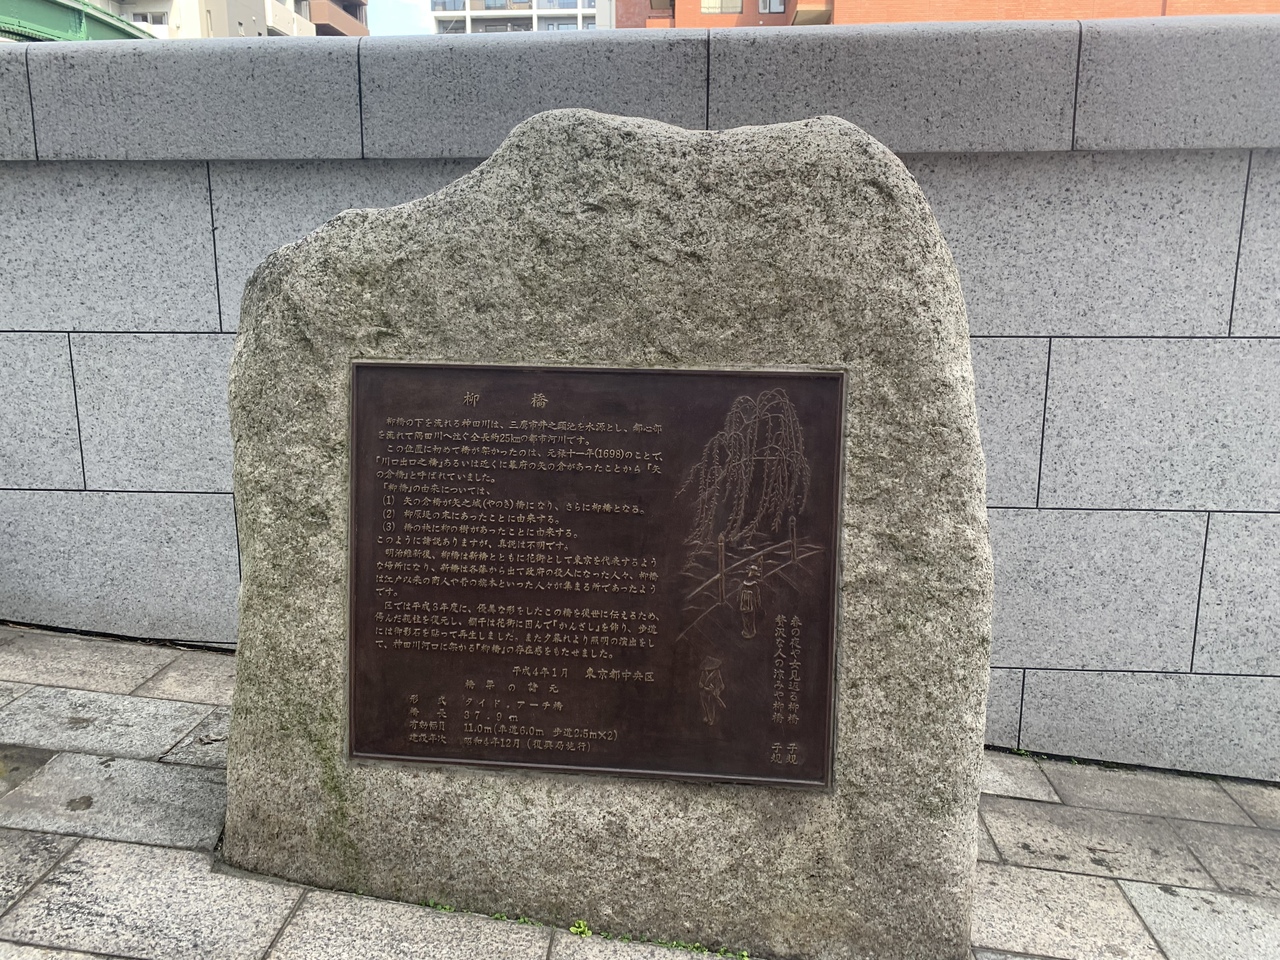 柳橋
柳橋の下を流れる神田川は、三鷹市井之頭池を水源とし、都心部
を流れて隅田川へ注ぐ全長約25㎞の都市河川です。
この位置に初めて橋が架かったのは、元禄十一年(1698)のことで、
「川口出口之橋」あるいは近くに幕府の矢の倉があったことから「矢
の倉橋」と呼ばれていました。
「柳橋」の由来については、
(1) 矢の倉橋が矢之城(やのき)橋になり、さらに柳橋となる。
(2) 柳原堤の末にあったことに由来する。
(3) 橋の袂に柳の樹があったことに由来する。
このように諸説ありますが、真説は不明です。
明治維新後、柳橋は新橋とともに花街として東京を代表するよう
な場所になり、新橋は各藩から出て政府の役人になった人々、柳橋
は江戸以来の商人や昔の旗本といった人々が集まる所であったよう
です。
区では平成3年度に、優美な形をしたこの橋を後世に伝えるため、
傷んだ親柱を復元し、欄干は花街に因んで「かんざし」を飾り、歩道
には御影石を張って再生しました。また夕暮れより照明の演出をし
て、神田川河口に架かる「柳橋」の存在感をもたせました。
平成4年1月 東京都中央区
橋梁の諸元
形式 タイド・アーチ橋
橋長 37.9m
有効幅員 11.0m(車道6.0m 歩道2.5m×2)
建設年次 昭和4年12月(復興局施行)
春の夜や女見返る柳橋 子規
贅沢な人の涼みや柳橋 子規